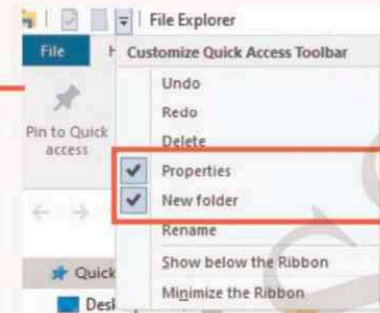 File Explorer
File
Customize Quick Access Toolbar
Undo
Redo
Delete
Pin to Quick
access
Properties
New folder
Rename
Quick
Show below the Ribbon
Desk
Minimize the Ribbon